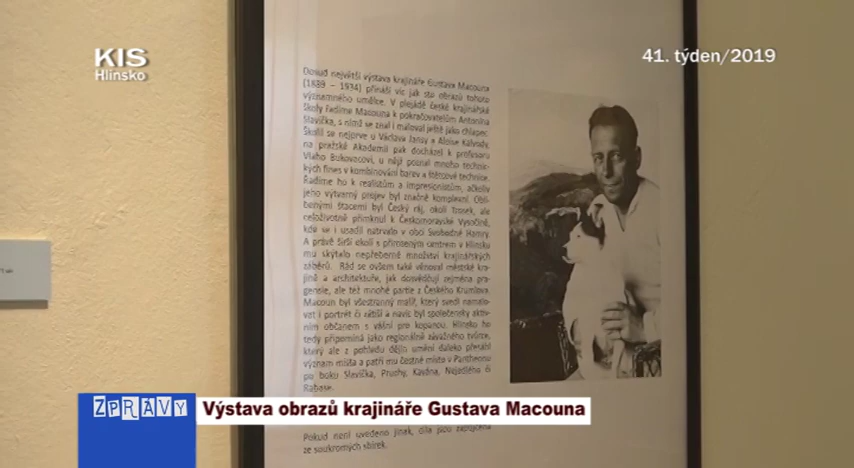 KIS
Hlinsko
41. týden/2019
Dosud největší výstava krajináře Gustava Macouna
(1889 – 1934) přináší víc jak sto obrazů tohoto
významného umělce. V plejádě české krajinářské
školy řadíme Macouna k pokračovatelům Antonína
Slavíčka, s nímž se znal i maloval ještě jako chlapec.
Školil se nejprve u Václava Jansy a Aloise Kalvody,
na pražské Akademii pak docházel k profesoru
Vlaho Bukovacovi, u nějž poznal mnoho technic-
kých fines v kombinování barev a štětcové technice.
Řadíme ho k realistům a impresionistům, ačkoliv
jeho výtvarný projev byl značně komplexní. Oblí-
benými štacemi byl Český ráj, okolí Turnova, ale
celoživotně přimknul k Českomoravské Vysočině,
kde se i usadil natrvalo v obci Svobodné Hamry.
A právě širší okolí s přirozeným centrem v Hlinsku
mu skýtalo nepřeberné množství krajinářských
záběrů. Rád se ovšem také věnoval městské kra-
jině a architektuře, jak dosvědčují zejména pra-
gensie, ale též mnohé partie z Českého Krumlova.
Macoun byl všestranný malíř, který svedl namalo-
vat i portrét či zátiší a navíc byl společensky aktiv-
ním občanem s vášní pro kopanou. Hlinsko ho
tedy připomíná jako regionálně závažného tvůrce,
který ale z pohledu dějin umění daleko přesáhl
význam místa a patří mu čestné místo v Pantheonu
po boku Slavíčka, Pruchy, Kavána, Nejedlého či
Rabase.
ZPRÁVY
Výstava obrazů krajináře Gustava Macouna
Pokud není uvedeno jinak, díla jsou zapůjčena
ze soukromých sbírek.